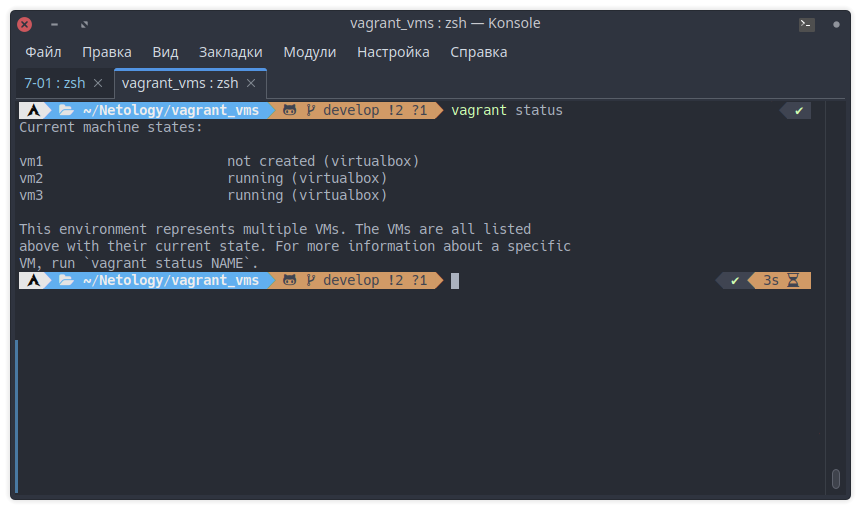 vagrant_vms : zsh — Konsole
Файл Правка Вид Закладки Модули Настройка Справка
7-01 : zsh vagrant_vms : zsh
~/Netology/vagrant_vms develop !2 ?1 vagrant status ✔
Current machine states:
vm1 not created (virtualbox)
vm2 running (virtualbox)
vm3 running (virtualbox)
This environment represents multiple VMs. The VMs are all listed
above with their current state. For more information about a specific
VM, run `vagrant status NAME`.
~/Netology/vagrant_vms develop !2 ?1 ✔ 3s